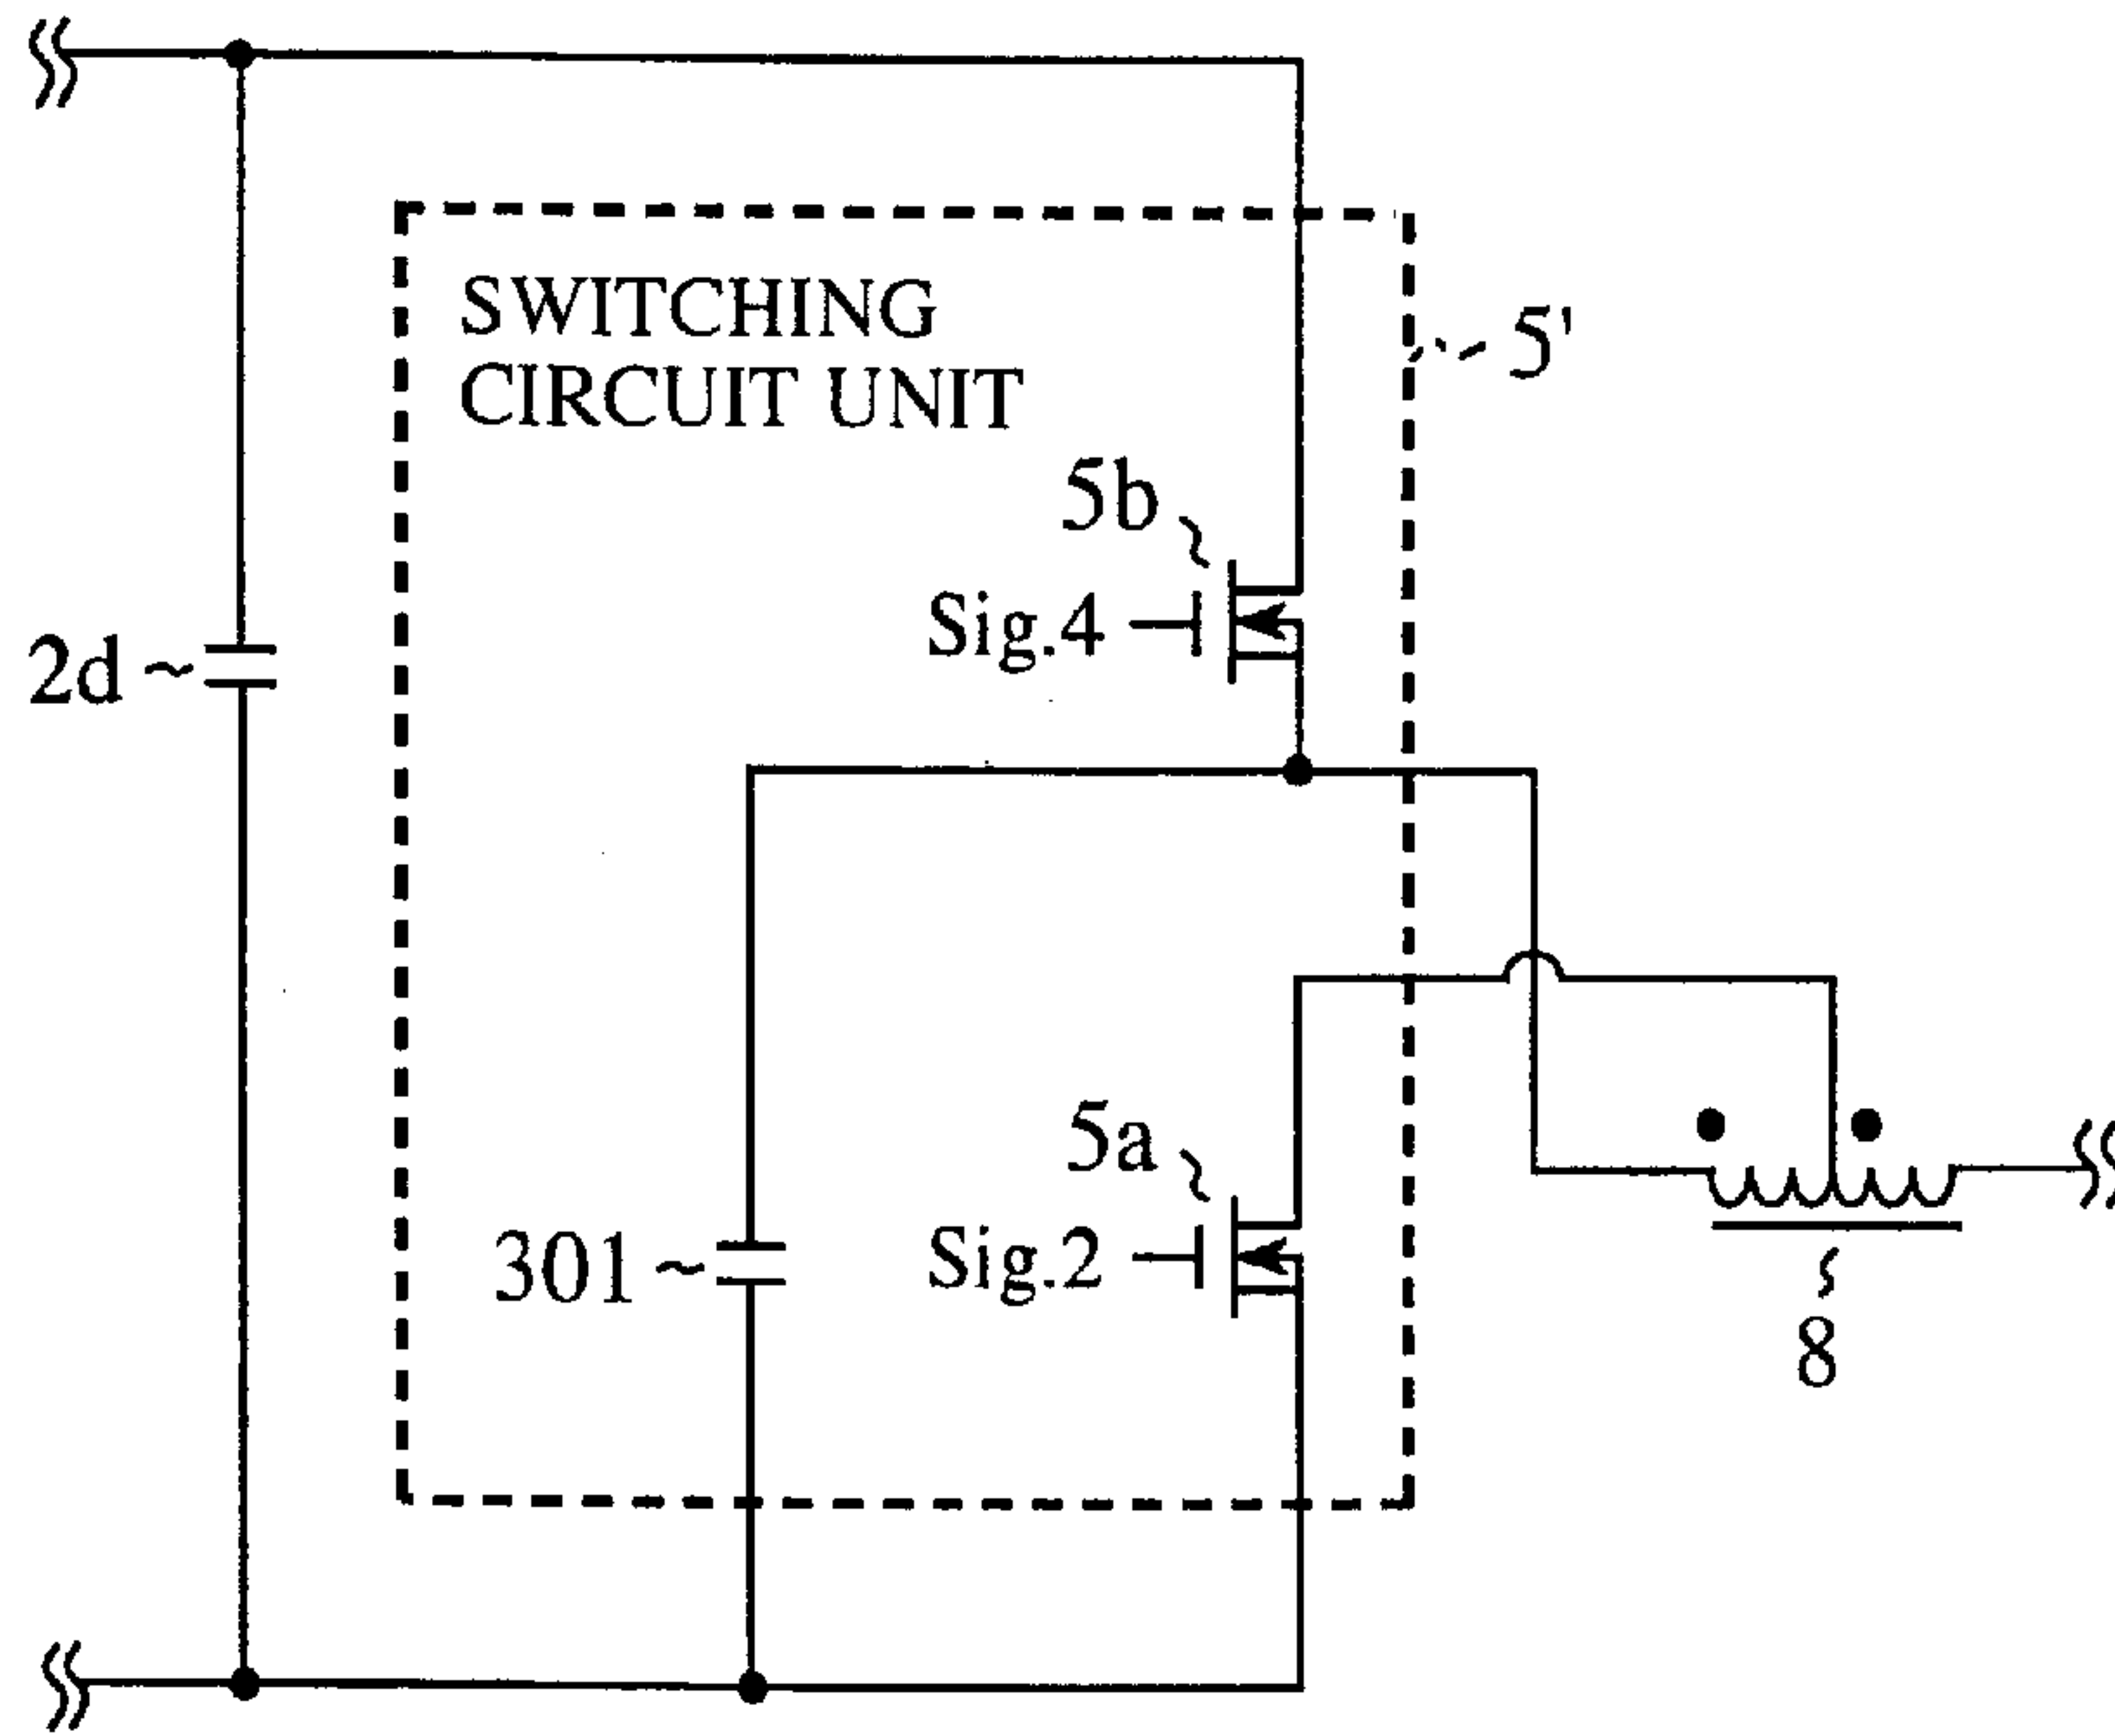 SWITCHING
CIRCUIT UNIT
5'
5b
Sig.4
2d
5a
Sig.2
301
8